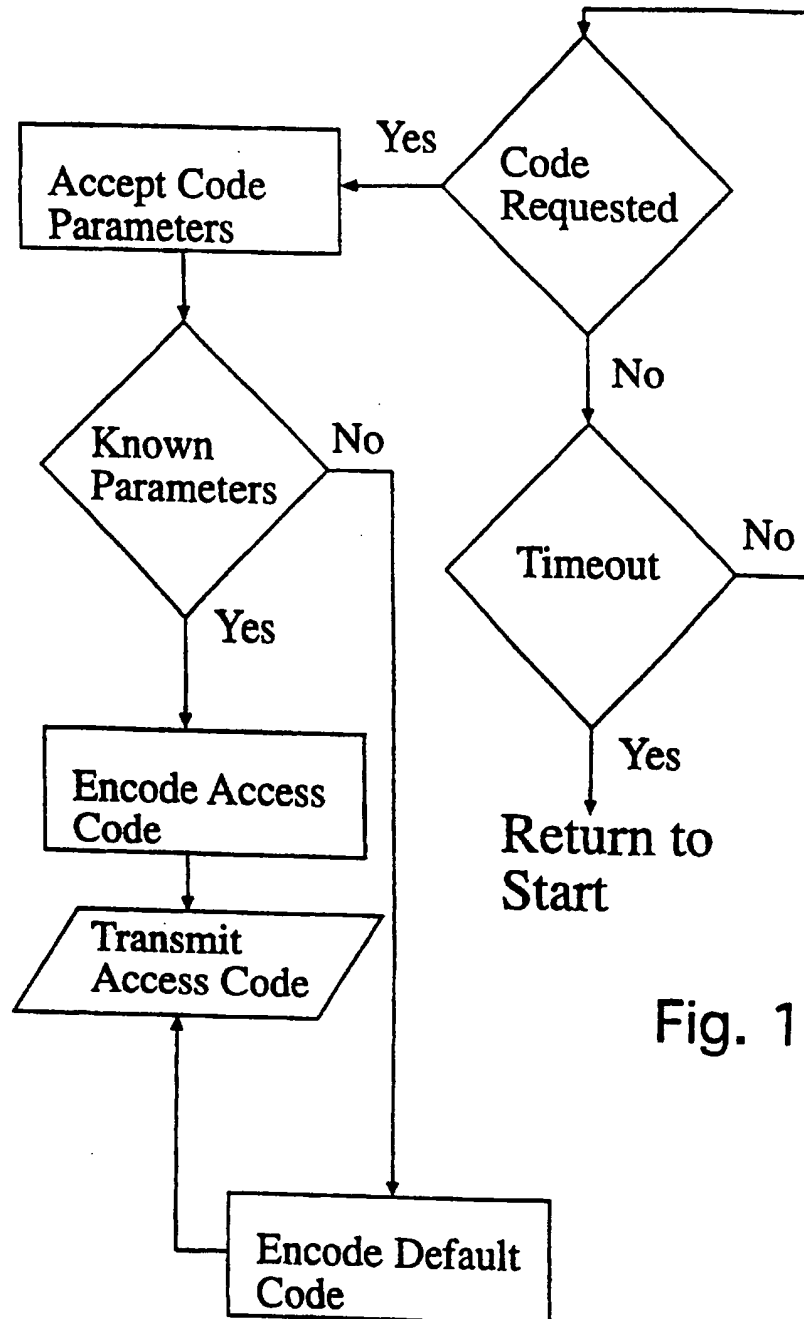 Code
Requested
Yes
Accept Code
Parameters
No
Known
Parameters
No
Timeout
No
Yes
Yes
Encode Access
Code
Return to
Start
Transmit
Access Code
Fig. 1
Encode Default
Code